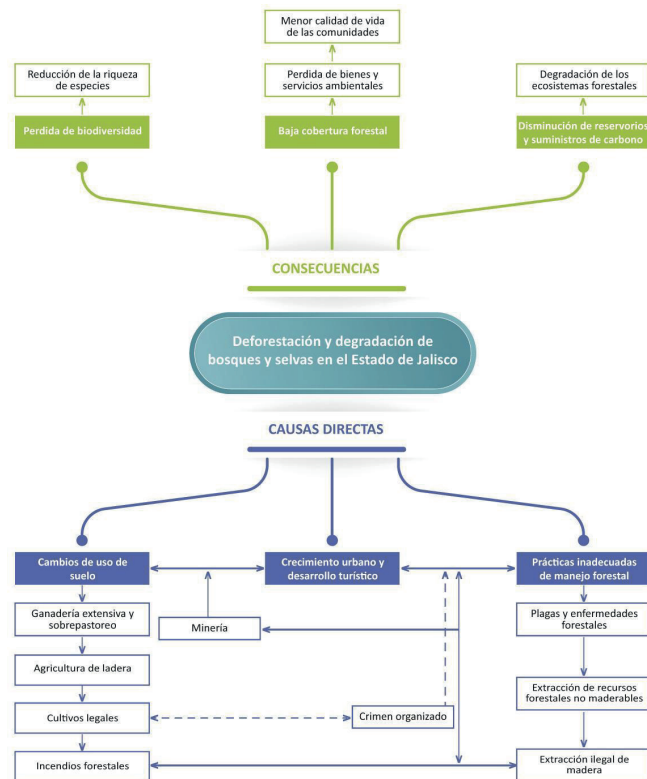 Menor calidad de vida
de las comunidades
Reducción de la riqueza
de especies
Perdida de bienes y
servicios ambientales
Degradación de los
ecosistemas forestales
Perdida de biodiversidad
Baja cobertura forestal
Disminución de reservorios
y suministros de carbono
CONSECUENCIAS
Deforestación y degradación de
bosques y selvas en el Estado de Jalisco
CAUSAS DIRECTAS
Cambios de uso de
suelo
Crecimiento urbano y
desarrollo turístico
Prácticas inadecuadas
de manejo forestal
Ganadería extensiva y
sobrepastoreo
Minería
Plagas y enfermedades
forestales
Agricultura de ladera
Extracción de recursos
forestales no maderables
Cultivos legales
Crimen organizado
Incendios forestales
Extracción ilegal de
madera